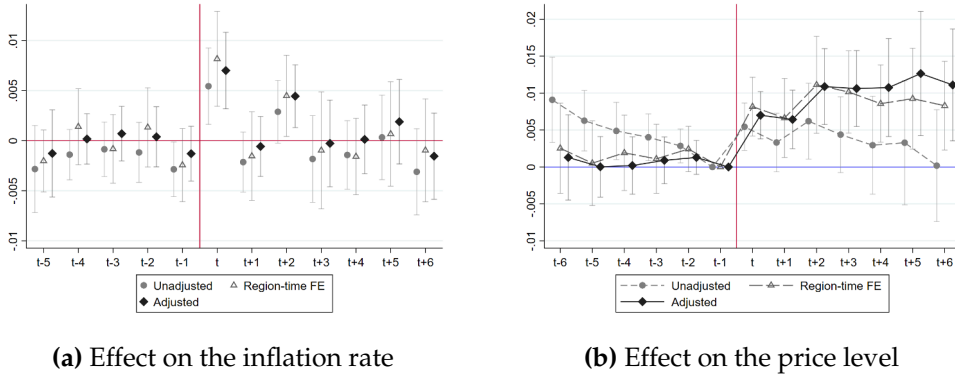 .01
.005
0
-.005
-.01
t-5 t-4 t-3 t-2 t-1 t t+1 t+2 t+3 t+4 t+5 t+6
Unadjusted Region-time FE
Adjusted
(a) Effect on the inflation rate
.02
.015
.01
.005
0
-.005
-.01
t-6 t-5 t-4 t-3 t-2 t-1 t t+1 t+2 t+3 t+4 t+5 t+6
Unadjusted Region-time FE
Adjusted
(b) Effect on the price level